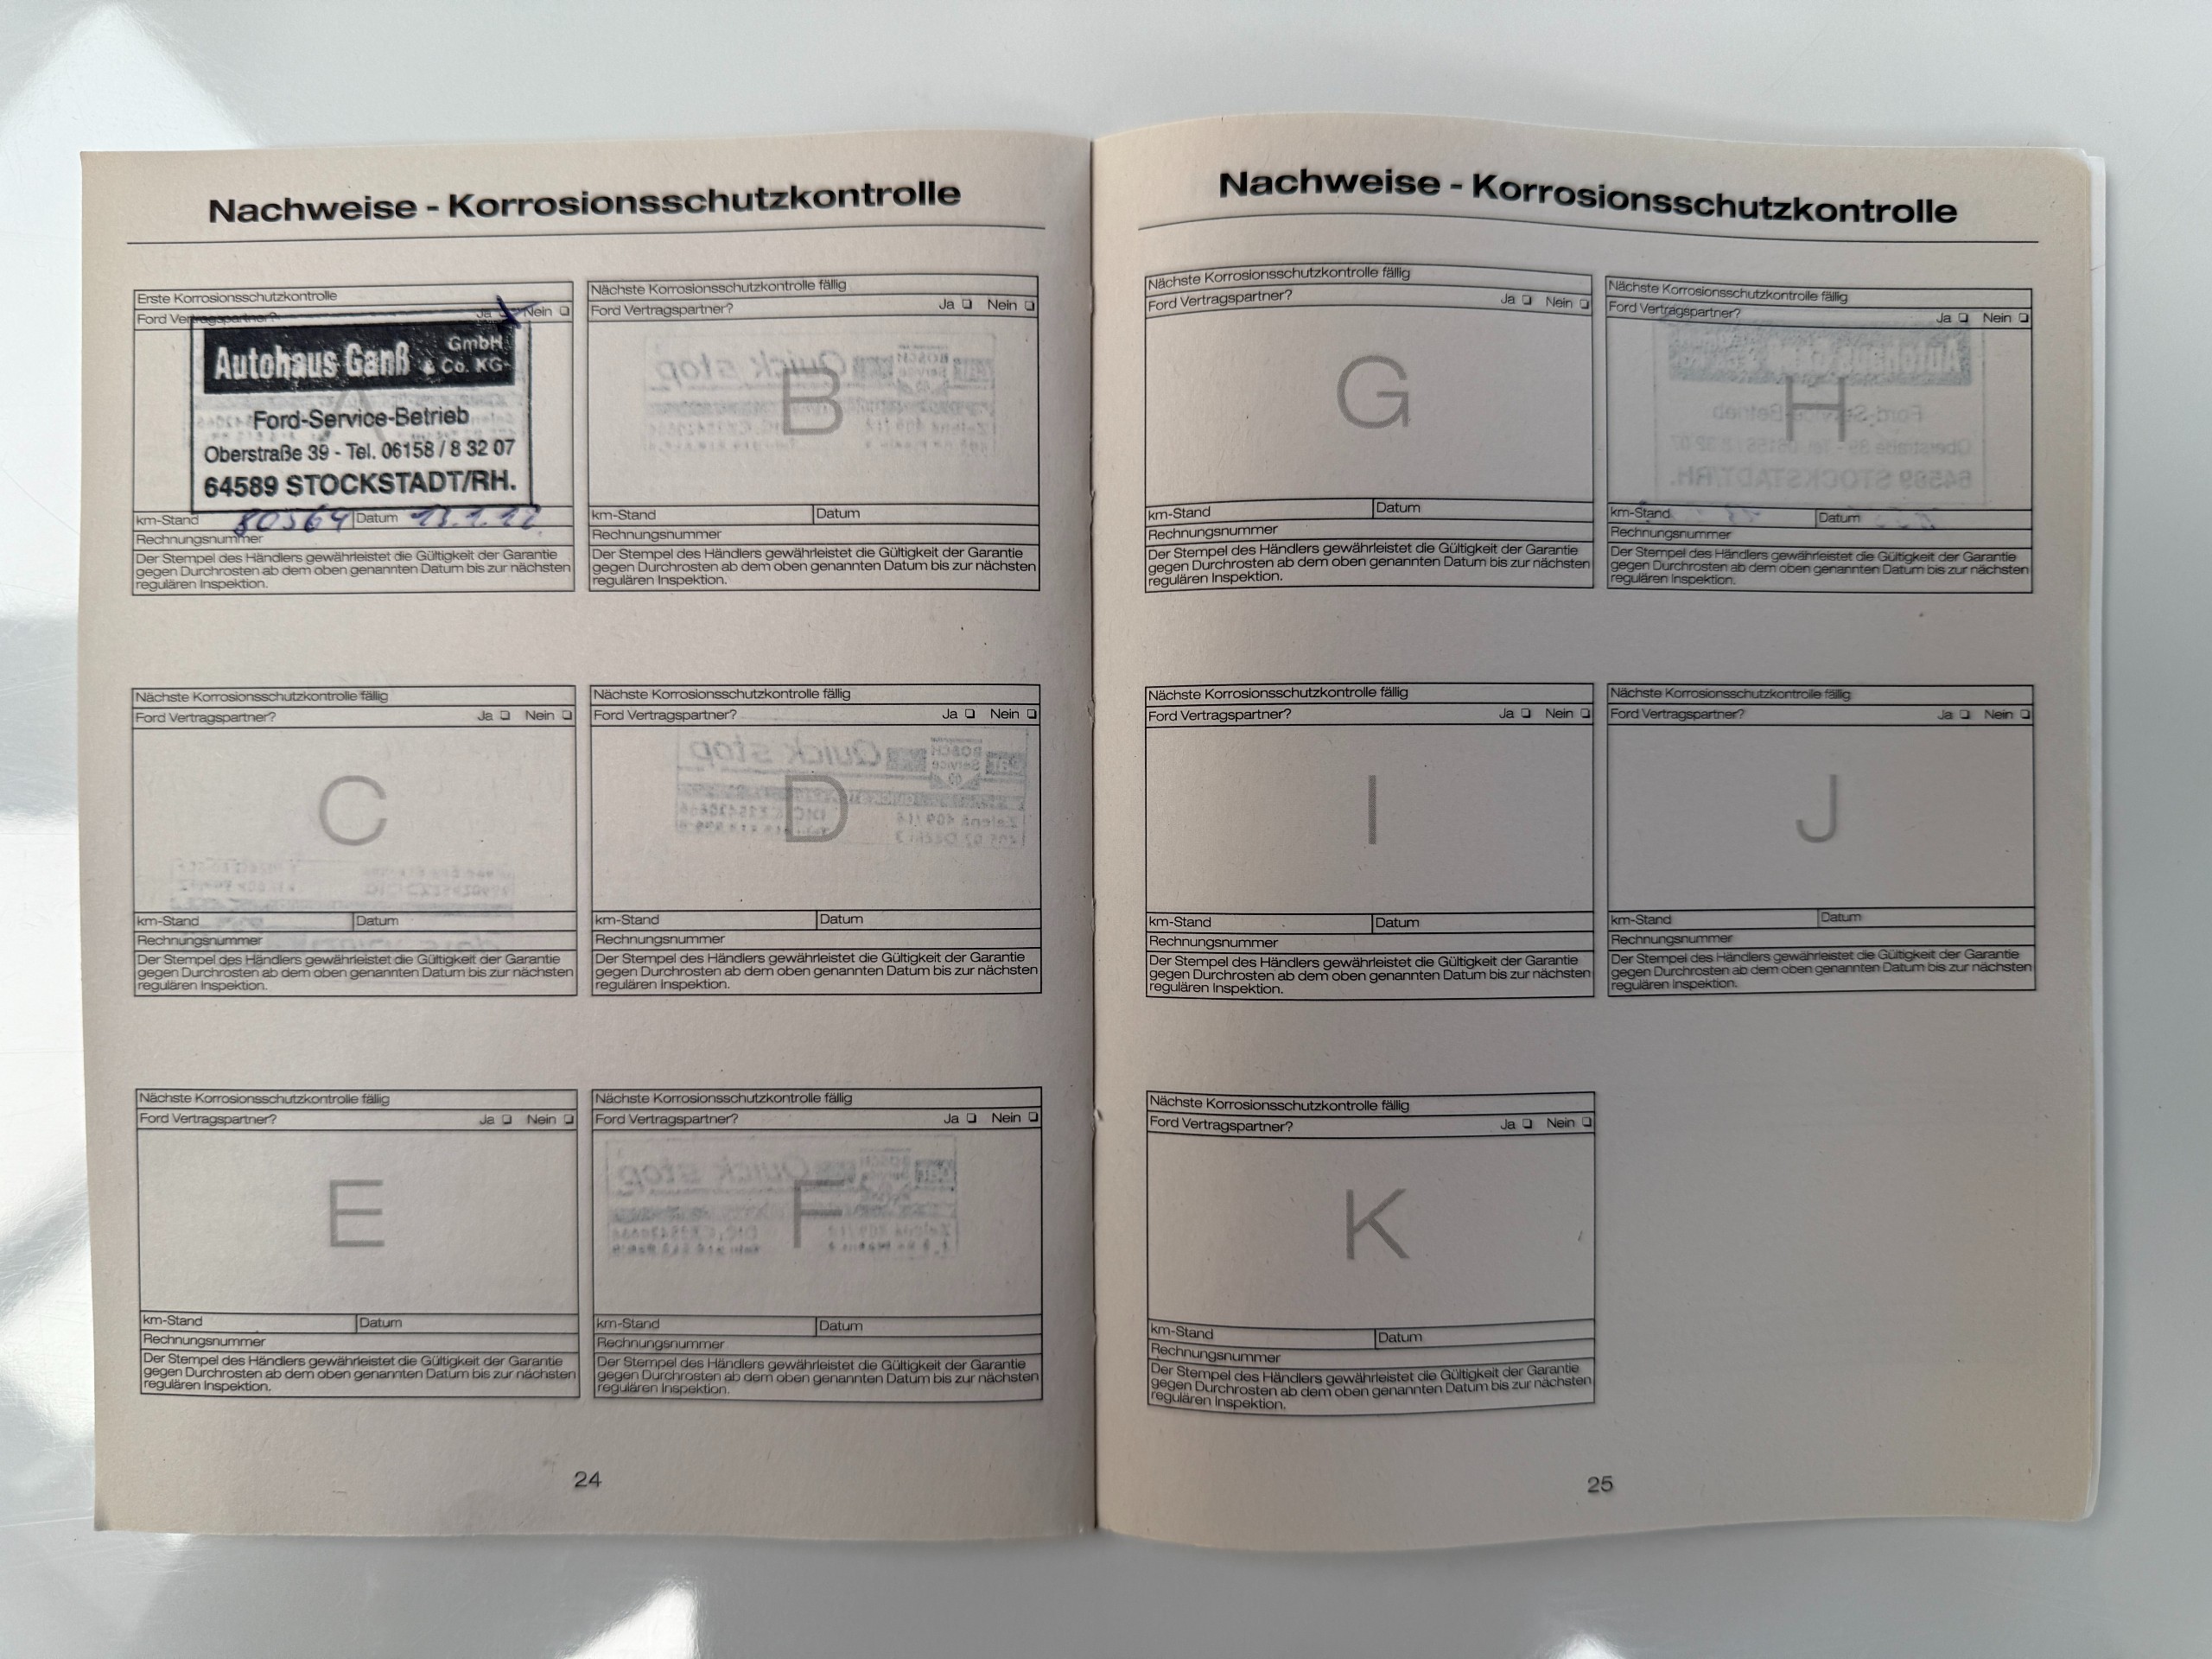 Nachweise - Korrosionsschutzkontrolle
Erste Korrosionsschutzkontrolle
Ford Vertragspartner? Ja ❏ Nein ❏
Autohaus Ganß GmbH & Co. KG
Ford-Service-Betrieb
Oberstraße 39 - Tel. 06158 / 8 32 07
64589 STOCKSTADT/RH.
km-Stand 80564 Datum
Rechnungsnummer
Der Stempel des Händlers gewährleistet die Gültigkeit der Garantie
gegen Durchrosten ab dem oben genannten Datum bis zur nächsten
regulären Inspektion.
Nächste Korrosionsschutzkontrolle fällig
Ford Vertragspartner? Ja ❏ Nein ❏
B
km-Stand Datum
Rechnungsnummer
Der Stempel des Händlers gewährleistet die Gültigkeit der Garantie
gegen Durchrosten ab dem oben genannten Datum bis zur nächsten
regulären Inspektion.
Nächste Korrosionsschutzkontrolle fällig
Ford Vertragspartner? Ja ❏ Nein ❏
C
km-Stand Datum
Rechnungsnummer
Der Stempel des Händlers gewährleistet die Gültigkeit der Garantie
gegen Durchrosten ab dem oben genannten Datum bis zur nächsten
regulären Inspektion.
Nächste Korrosionsschutzkontrolle fällig
Ford Vertragspartner? Ja ❏ Nein ❏
D
km-Stand Datum
Rechnungsnummer
Der Stempel des Händlers gewährleistet die Gültigkeit der Garantie
gegen Durchrosten ab dem oben genannten Datum bis zur nächsten
regulären Inspektion.
Nächste Korrosionsschutzkontrolle fällig
Ford Vertragspartner? Ja ❏ Nein ❏
E
km-Stand Datum
Rechnungsnummer
Der Stempel des Händlers gewährleistet die Gültigkeit der Garantie
gegen Durchrosten ab dem oben genannten Datum bis zur nächsten
regulären Inspektion.
Nächste Korrosionsschutzkontrolle fällig
Ford Vertragspartner? Ja ❏ Nein ❏
F
km-Stand Datum
Rechnungsnummer
Der Stempel des Händlers gewährleistet die Gültigkeit der Garantie
gegen Durchrosten ab dem oben genannten Datum bis zur nächsten
regulären Inspektion.
24
Nachweise - Korrosionsschutzkontrolle
Nächste Korrosionsschutzkontrolle fällig
Ford Vertragspartner? Ja ❏ Nein ❏
G
km-Stand Datum
Rechnungsnummer
Der Stempel des Händlers gewährleistet die Gültigkeit der Garantie
gegen Durchrosten ab dem oben genannten Datum bis zur nächsten
regulären Inspektion.
Nächste Korrosionsschutzkontrolle fällig
Ford Vertragspartner? Ja ❏ Nein ❏
H
km-Stand Datum
Rechnungsnummer
Der Stempel des Händlers gewährleistet die Gültigkeit der Garantie
gegen Durchrosten ab dem oben genannten Datum bis zur nächsten
regulären Inspektion.
Nächste Korrosionsschutzkontrolle fällig
Ford Vertragspartner? Ja ❏ Nein ❏
I
km-Stand Datum
Rechnungsnummer
Der Stempel des Händlers gewährleistet die Gültigkeit der Garantie
gegen Durchrosten ab dem oben genannten Datum bis zur nächsten
regulären Inspektion.
Nächste Korrosionsschutzkontrolle fällig
Ford Vertragspartner? Ja ❏ Nein ❏
J
km-Stand Datum
Rechnungsnummer
Der Stempel des Händlers gewährleistet die Gültigkeit der Garantie
gegen Durchrosten ab dem oben genannten Datum bis zur nächsten
regulären Inspektion.
Nächste Korrosionsschutzkontrolle fällig
Ford Vertragspartner? Ja ❏ Nein ❏
K
km-Stand Datum
Rechnungsnummer
Der Stempel des Händlers gewährleistet die Gültigkeit der Garantie
gegen Durchrosten ab dem oben genannten Datum bis zur nächsten
regulären Inspektion.
25